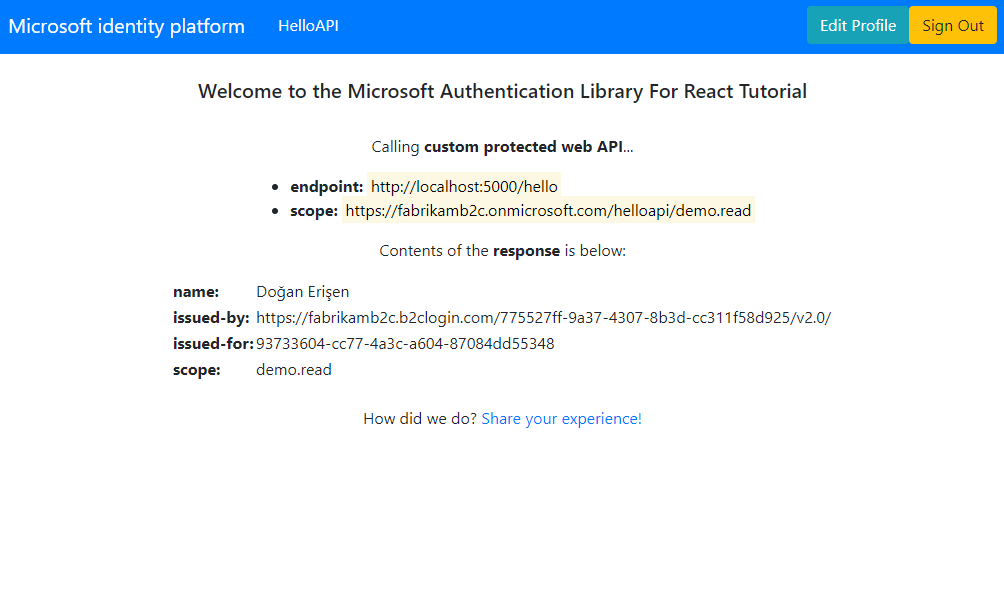 Microsoft identity platform HelloAPI Edit Profile Sign Out
Welcome to the Microsoft Authentication Library For React Tutorial
Calling custom protected web API...
• endpoint: http://localhost:5000/hello
• scope: https://fabrikamb2c.onmicrosoft.com/helloapi/demo.read
Contents of the response is below:
name: Doğan Erişen
issued-by: https://fabrikamb2c.b2clogin.com/775527ff-9a37-4307-8b3d-cc311f58d925/v2.0/
issued-for: 93733604-cc77-4a3c-a604-87084dd55348
scope: demo.read
How did we do? Share your experience!